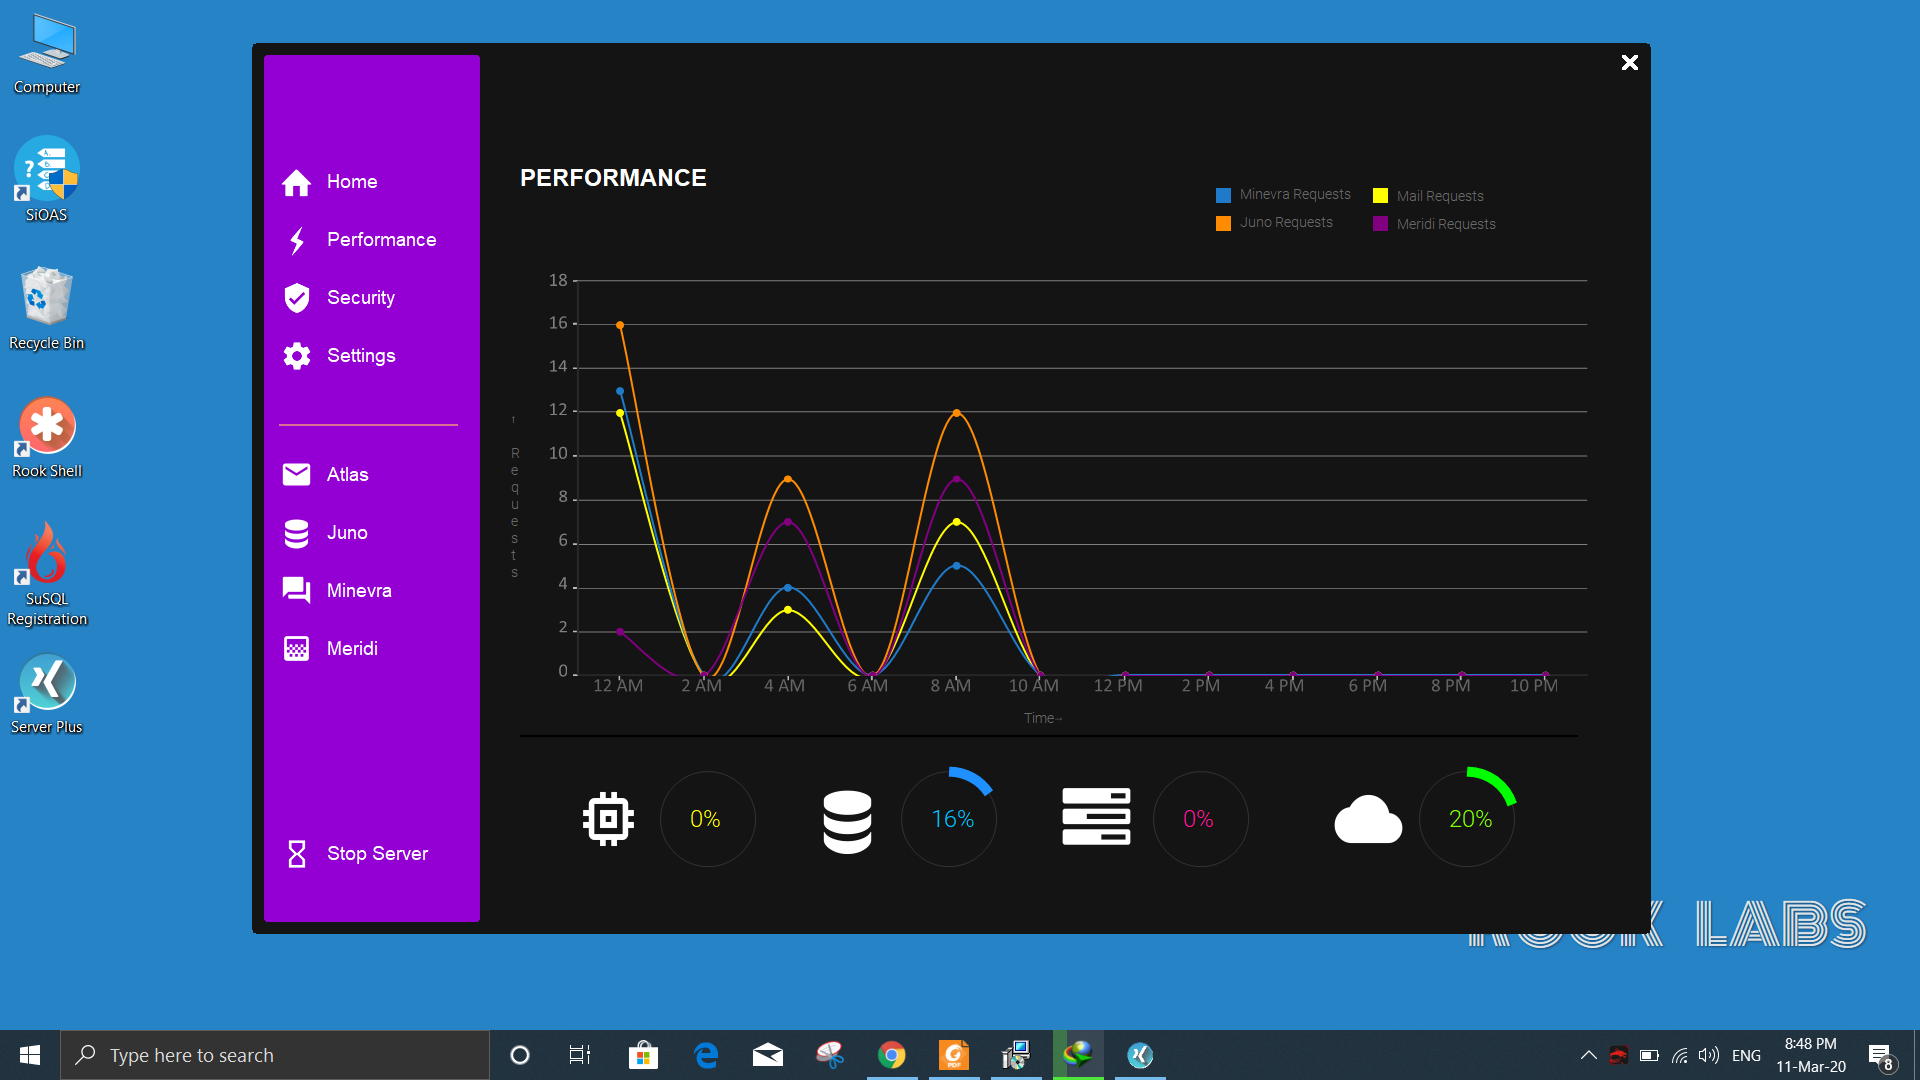 Computer
SiOAS
Recycle Bin
Rook Shell
SuSQL
Registration
Server Plus
Home
Performance
Security
Settings
Atlas
Juno
Minevra
Meridi
Stop Server
PERFORMANCE
Minevra Requests
Mail Requests
Juno Requests
Meridi Requests
18
16
14
12
10
8
6
4
2
0
↑ Requests
12 AM 2 AM 4 AM 6 AM 8 AM 10 AM 12 PM 2 PM 4 PM 6 PM 8 PM 10 PM
Time→
0% 16% 0% 20%
ROOK LABS
Type here to search
PDF
ENG
8:48 PM
11-Mar-20
8